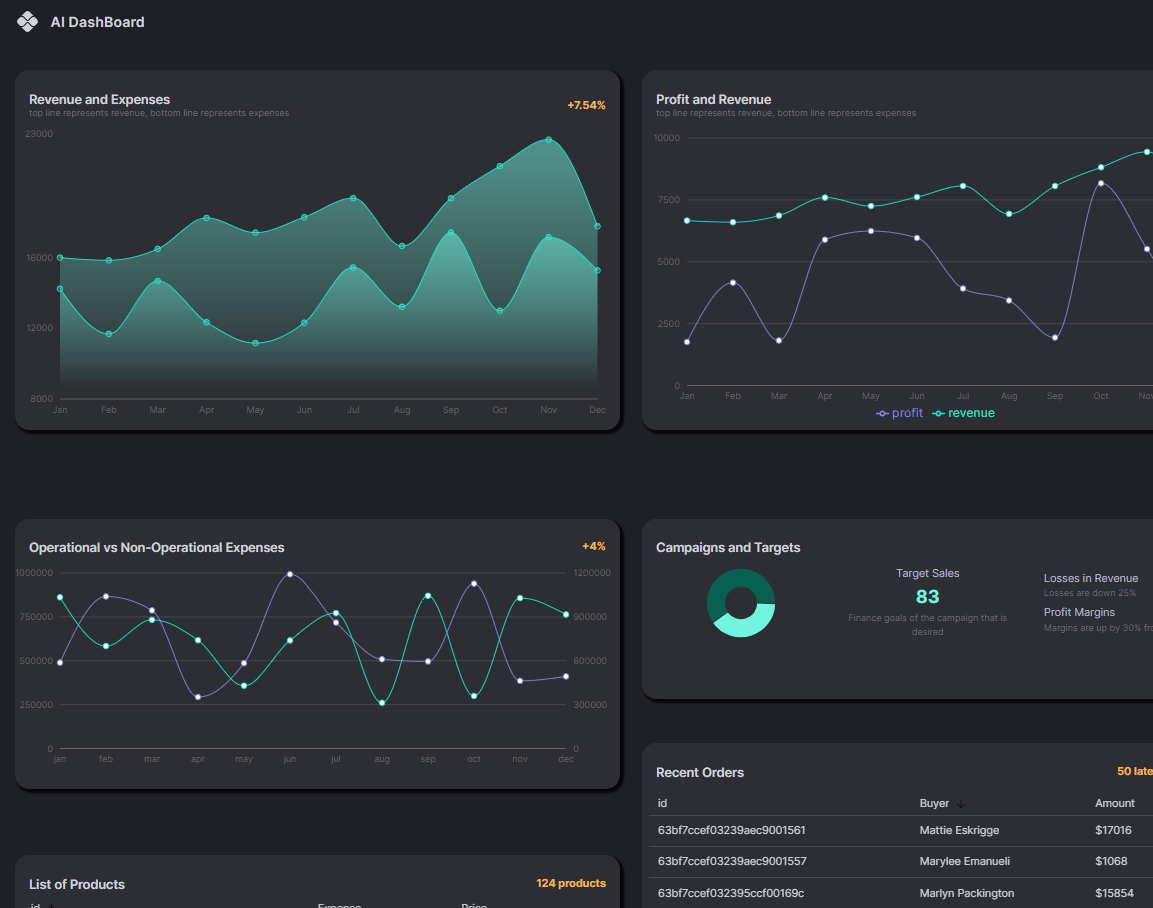 AI DashBoard
Revenue and Expenses
top line represents revenue, bottom line represents expenses
+7.54%
23000
16000
12000
8000
Jan Feb Mar Apr May Jun Jul Aug Sep Oct Nov Dec
Profit and Revenue
top line represents revenue, bottom line represents expenses
10000
7500
5000
2500
0
Jan Feb Mar Apr May Jun Jul Aug Sep Oct Nov
profit revenue
Operational vs Non-Operational Expenses
+4%
1000000 1200000
750000 900000
500000 600000
250000 300000
0 0
jan feb mar apr may jun jul aug sep oct nov dec
Campaigns and Targets
Target Sales
83
Finance goals of the campaign that is
desired
Losses in Revenue
Losses are down 25%
Profit Margins
Margins are up by 30% fr
Recent Orders
50 late
id Buyer Amount
63bf7ccef03239aec9001561 Mattie Eskrigge $17016
63bf7ccef03239aec9001557 Marylee Emanueli $1068
63bf7ccef032395ccf00169c Marlyn Packington $15854
List of Products
124 products
id Expense Price